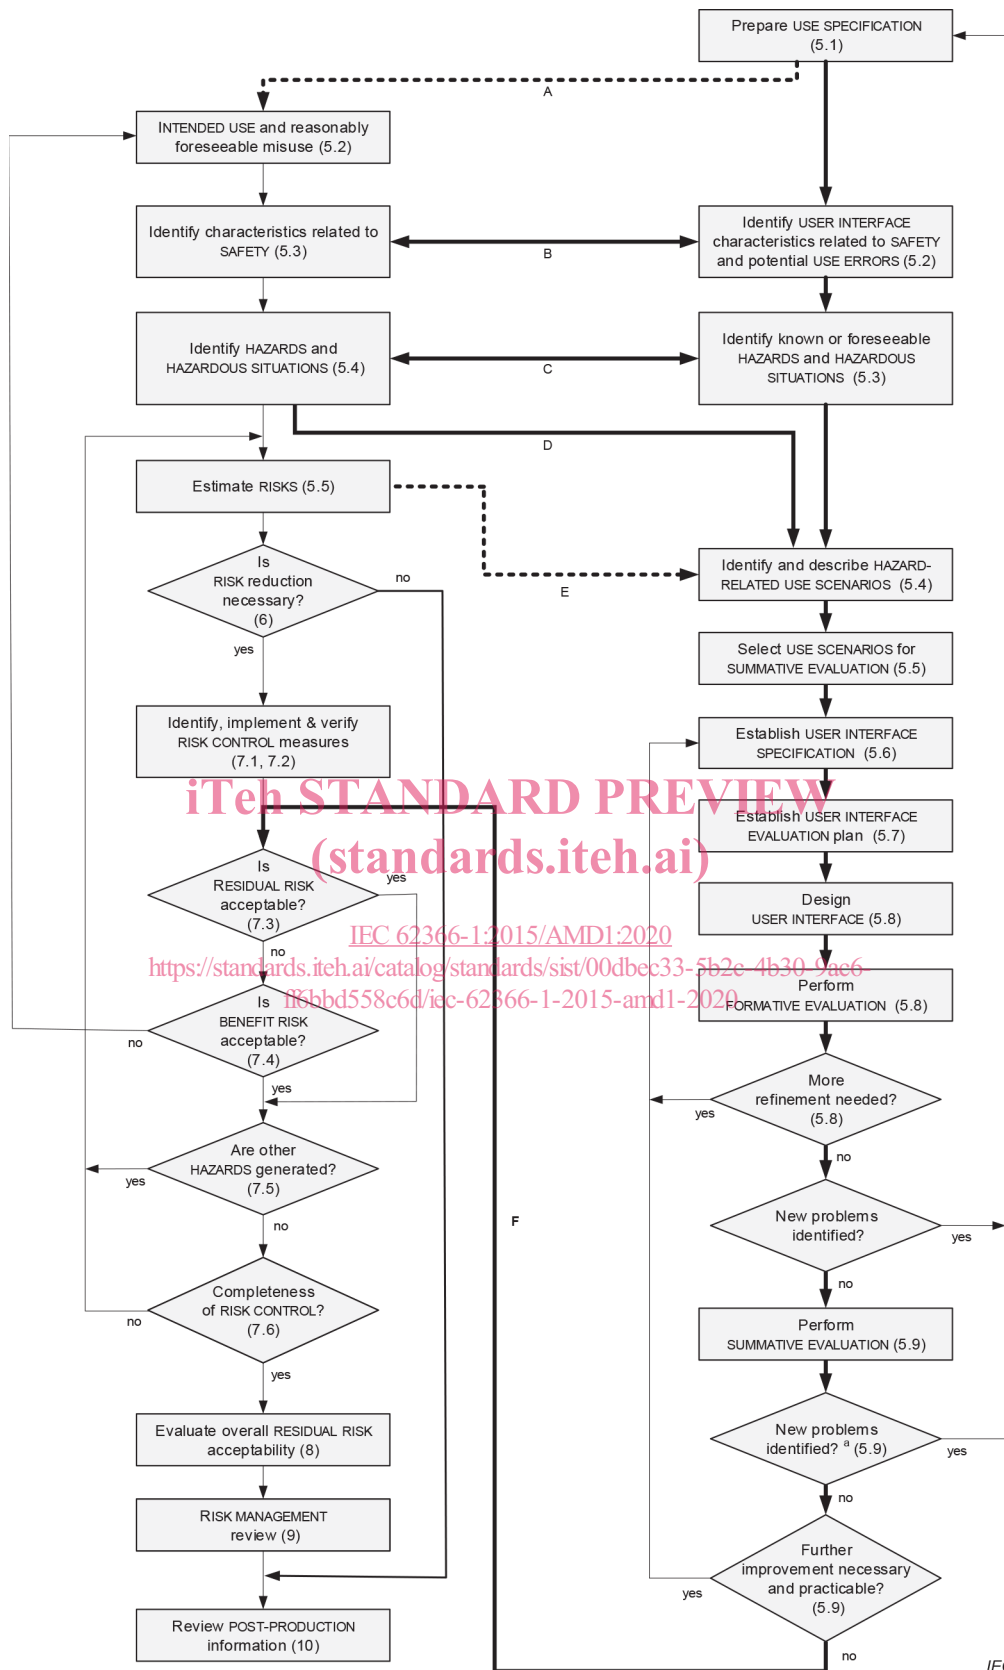 Prepare USE SPECIFICATION
(5.1)
A
INTENDED USE and reasonably
foreseeable misuse (5.2)
Identify characteristics related to
SAFETY (5.3)
B
Identify USER INTERFACE
characteristics related to SAFETY
and potential USE ERRORS (5.2)
Identify HAZARDS and
HAZARDOUS SITUATIONS (5.4)
C
Identify known or foreseeable
HAZARDS and HAZARDOUS
SITUATIONS (5.3)
D
Estimate RISKS (5.5)
E
Is
RISK reduction
necessary?
(6)
no
yes
Identify and describe HAZARD-
RELATED USE SCENARIOS (5.4)
Select USE SCENARIOS for
SUMMATIVE EVALUATION (5.5)
Identify, implement & verify
RISK CONTROL measures
(7.1, 7.2)
Establish USER INTERFACE
SPECIFICATION (5.6)
iTeh STANDARD PREVIEW
(standards.iteh.ai)
Establish USER INTERFACE
EVALUATION plan (5.7)
Is
RESIDUAL RISK
acceptable?
(7.3)
yes
no
Design
USER INTERFACE (5.8)
IEC 62366-1:2015/AMD1:2020
https://standards.iteh.ai/catalog/standards/sist/00dbec33-5b2c-4b30-9ac6-
ff6bbd558c6d/iec-62366-1-2015-amd1-2020
Perform
FORMATIVE EVALUATION (5.8)
Is
BENEFIT RISK
acceptable?
(7.4)
no
yes
More
refinement needed?
(5.8)
yes
no
Are other
HAZARDS generated?
(7.5)
yes
no
F
New problems
identified?
yes
no
Completeness
of RISK CONTROL?
(7.6)
no
yes
Perform
SUMMATIVE EVALUATION (5.9)
Evaluate overall RESIDUAL RISK
acceptability (8)
New problems
identified? a (5.9)
yes
no
RISK MANAGEMENT
review (9)
Further
improvement necessary
and practicable?
(5.9)
yes
no
Review POST-PRODUCTION
information (10)